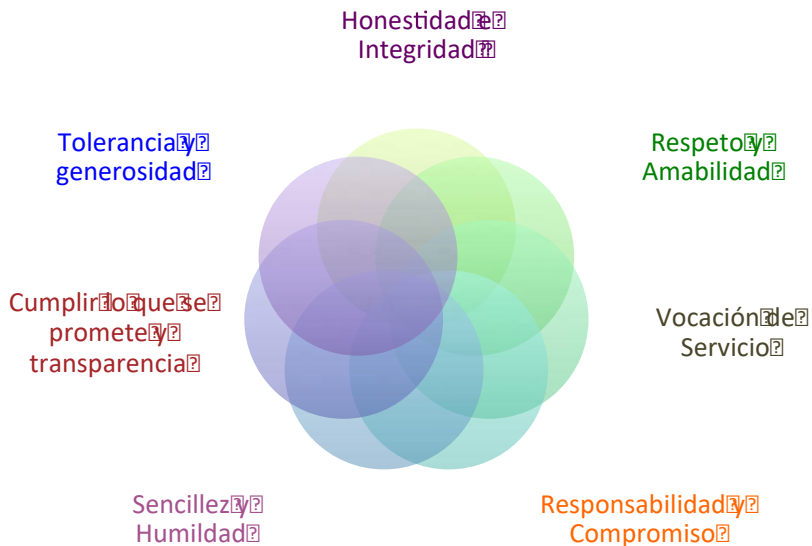 Honestidad e
Integridad
Respeto y
Amabilidad
Vocación de
Servicio
Responsabilidad y
Compromiso
Sencillez y
Humildad
Cumplir lo que se
promete y
transparencia
Tolerancia y
generosidad